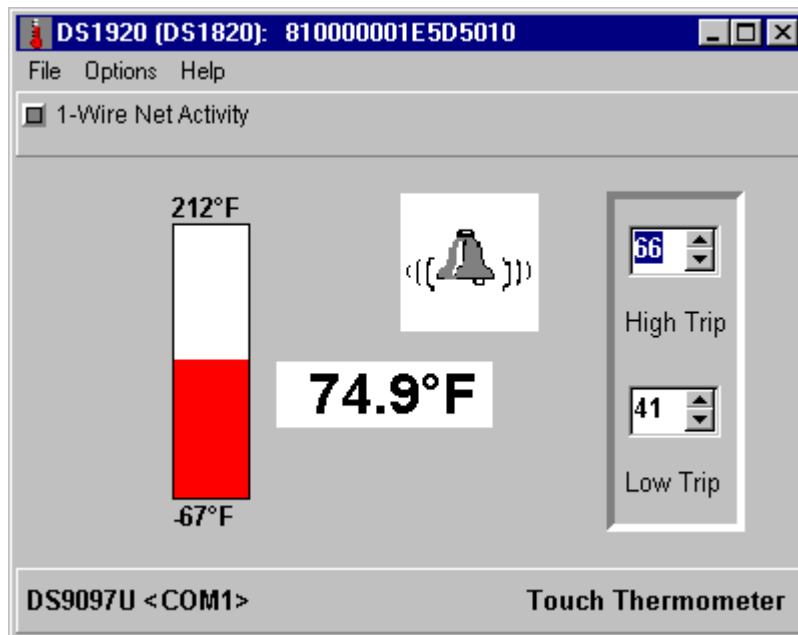 DS1920 (DS1820): 810000001E5D5010
File Options Help
1-Wire Net Activity
212°F
66
High Trip
74.9°F
41
Low Trip
-67°F
DS9097U <COM1> Touch Thermometer